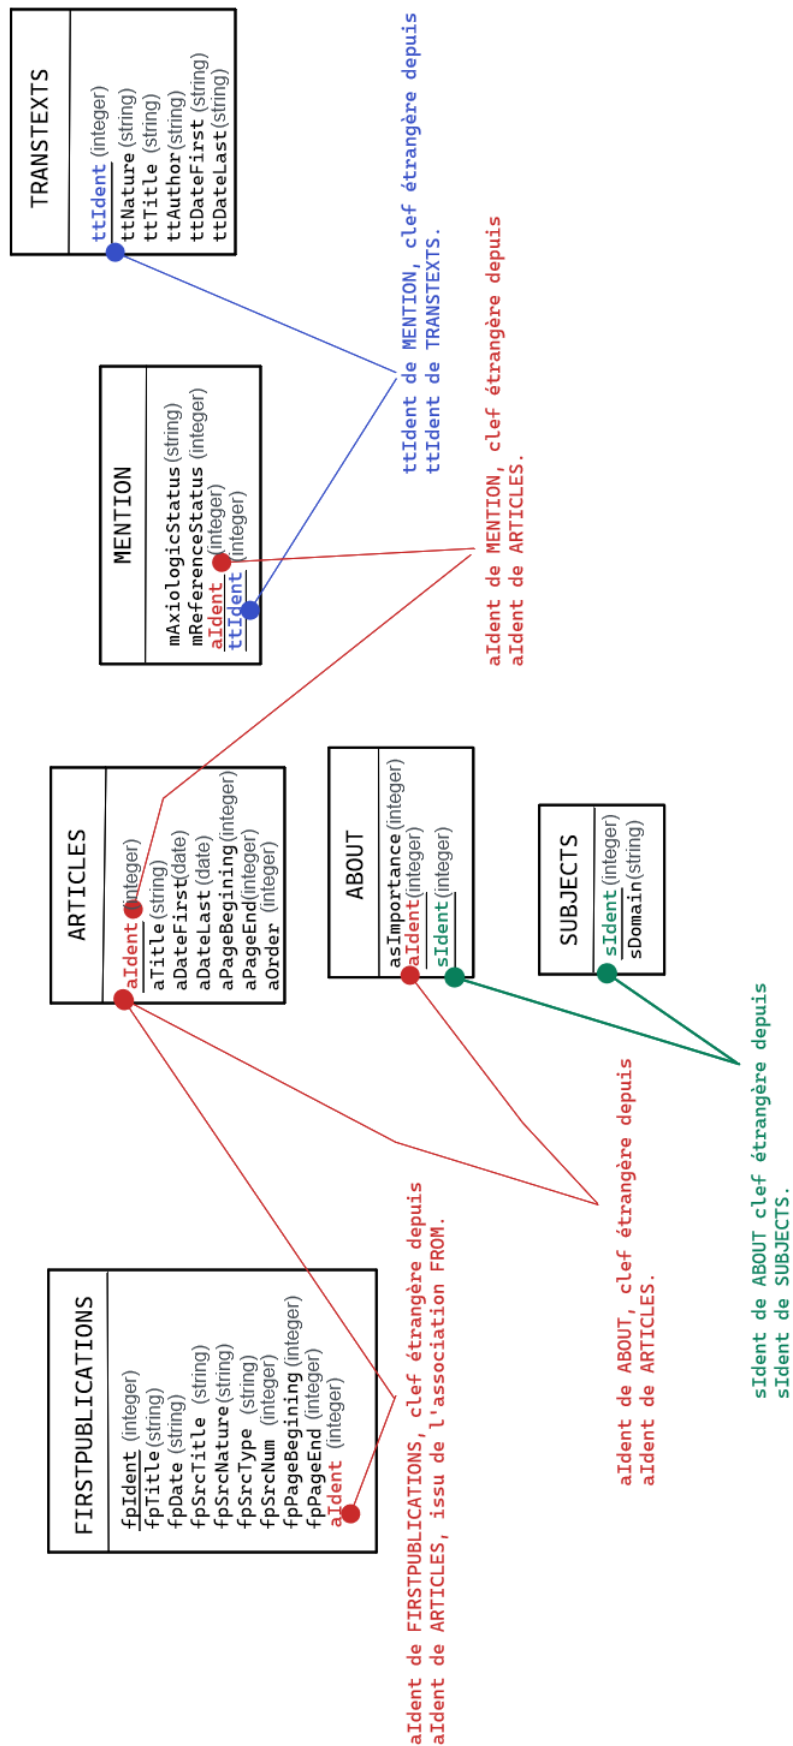 FIRSTPUBLICATIONS
fpIdent (integer)
fpTitle (string)
fpDate (string)
fpSrcTitle (string)
fpSrcNature (string)
fpSrcType (string)
fpSrcNum (integer)
fpPageBegining (integer)
fpPageEnd (integer)
aIdent (integer)
aIdent de FIRSTPUBLICATIONS, clef étrangère depuis
aIdent de ARTICLES, issu de l'association FROM.
ARTICLES
aIdent (integer)
aTitle (string)
aDateFirst (date)
aDateLast (date)
aPageBegining (integer)
aPageEnd (integer)
aOrder (integer)
ABOUT
asImportance (integer)
aIdent (integer)
sIdent (integer)
SUBJECTS
sIdent (integer)
sDomain (string)
aIdent de ABOUT, clef étrangère depuis
aIdent de ARTICLES.
sIdent de ABOUT clef étrangère depuis
sIdent de SUBJECTS.
MENTION
mAxiologicStatus (string)
mReferenceStatus (integer)
aIdent (integer)
ttIdent (integer)
aIdent de MENTION, clef étrangère depuis
aIdent de ARTICLES.
TRANSTEXTS
ttIdent (integer)
ttNature (string)
ttTitle (string)
ttAuthor (string)
ttDateFirst (string)
ttDateLast (string)
ttIdent de MENTION, clef étrangère depuis
ttIdent de TRANSTEXTS.